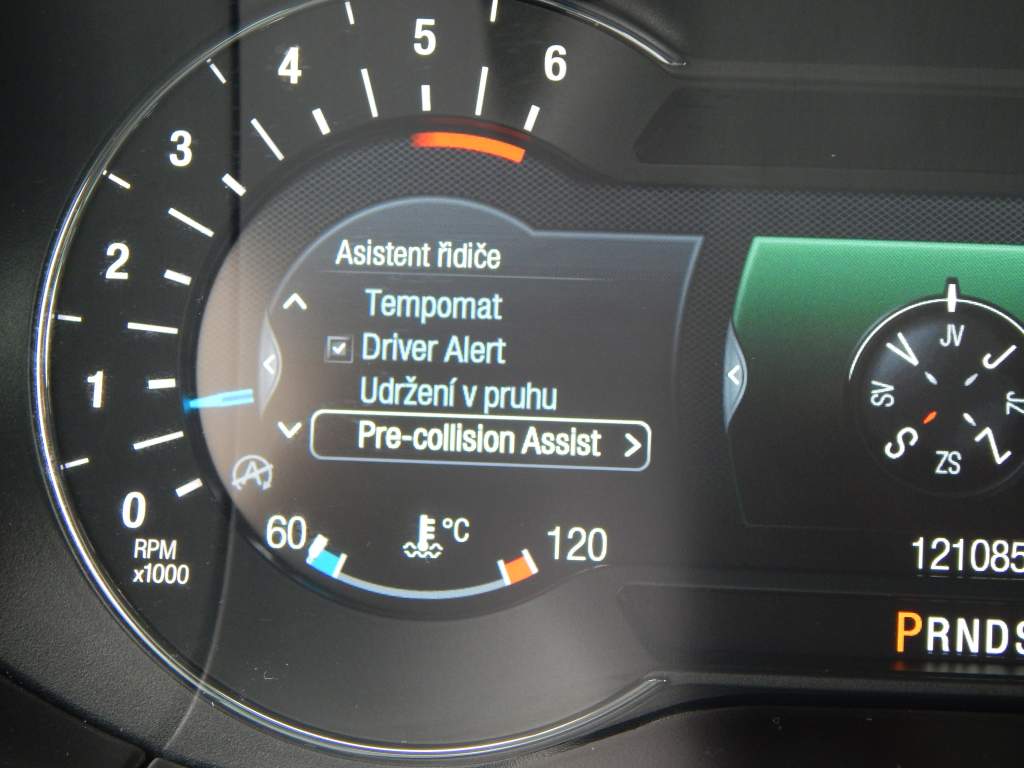 5
4
6
3
2
1
0
RPM
x1000
Asistent řidiče
Tempomat
Driver Alert
Udržení v pruhu
Pre-collision Assist
60
°C
120
JV
V
J
SV
S
Z
ZS
121085
PRNDS